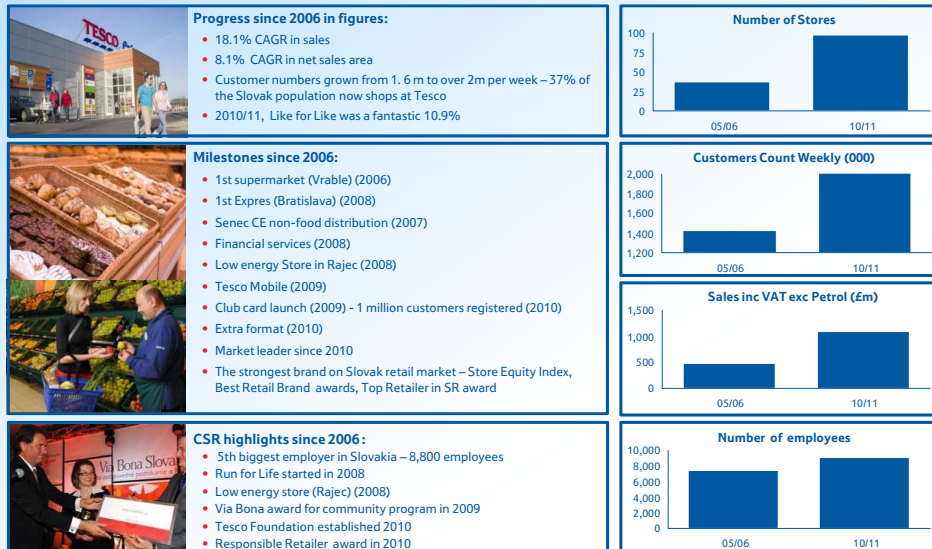 TESCO
Progress since 2006 in figures:
• 18.1% CAGR in sales
• 8.1% CAGR in net sales area
• Customer numbers grown from 1. 6 m to over 2m per week – 37% of
the Slovak population now shops at Tesco
• 2010/11, Like for Like was a fantastic 10.9%
Number of Stores
100
75
50
25
0
05/06 10/11
Milestones since 2006:
• 1st supermarket (Vrable) (2006)
• 1st Expres (Bratislava) (2008)
• Senec CE non-food distribution (2007)
• Financial services (2008)
• Low energy Store in Rajec (2008)
• Tesco Mobile (2009)
• Club card launch (2009) - 1 million customers registered (2010)
• Extra format (2010)
• Market leader since 2010
• The strongest brand on Slovak retail market – Store Equity Index,
Best Retail Brand awards, Top Retailer in SR award
Customers Count Weekly (000)
2,000
1,800
1,600
1,400
1,200
05/06 10/11
Sales inc VAT exc Petrol (£m)
1,500
1,000
500
0
05/06 10/11
Via Bona Slova
CSR highlights since 2006:
• 5th biggest employer in Slovakia – 8,800 employees
• Run for Life started in 2008
• Low energy store (Rajec) (2008)
• Via Bona award for community program in 2009
• Tesco Foundation established 2010
• Responsible Retailer award in 2010
Number of employees
10,000
8,000
6,000
4,000
2,000
0
05/06 10/11